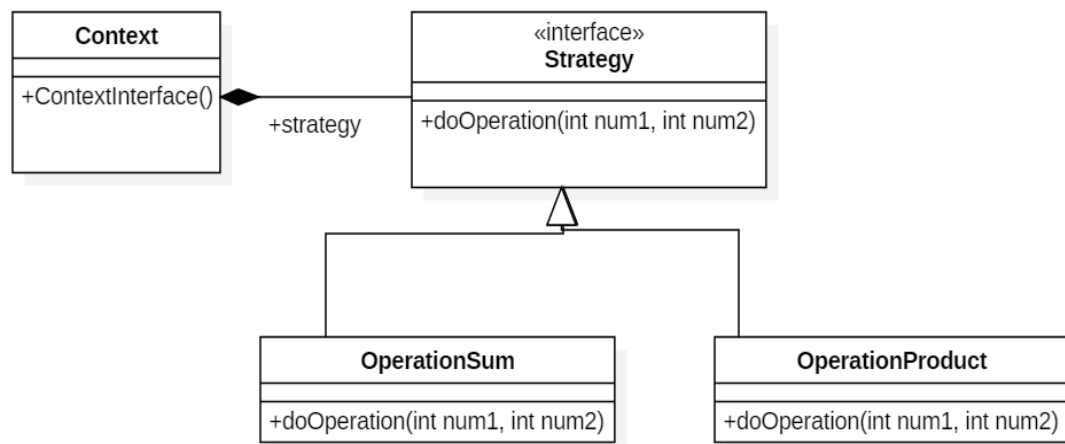 Context
+ContextInterface()
+strategy
«interface»
Strategy
+doOperation(int num1, int num2)
OperationSum
+doOperation(int num1, int num2)
OperationProduct
+doOperation(int num1, int num2)